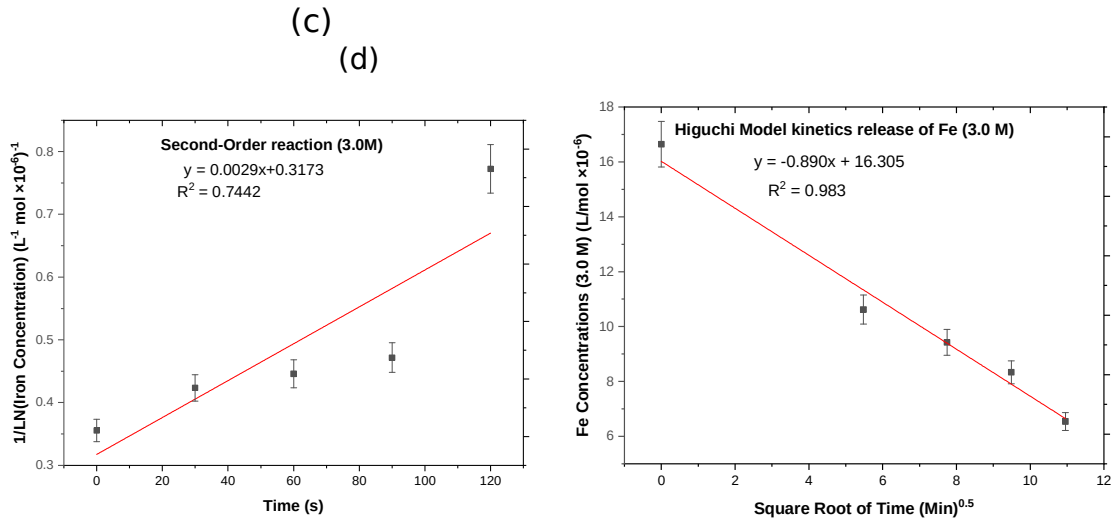 (c)
(d)
Second-Order reaction (3.0M)
y = 0.0029x+0.3173
R² = 0.7442
1/LN(Iron Concentration) (L⁻¹ mol ×10⁻⁶)⁻¹
0.8
0.7
0.6
0.5
0.4
0.3
0 20 40 60 80 100 120
Time (s)
Higuchi Model kinetics release of Fe (3.0 M)
y = -0.890x + 16.305
R² = 0.983
Fe Concentrations (3.0 M) (L/mol ×10⁻⁶)
18
16
14
12
10
8
6
0 2 4 6 8 10 12
Square Root of Time (Min)⁰·⁵